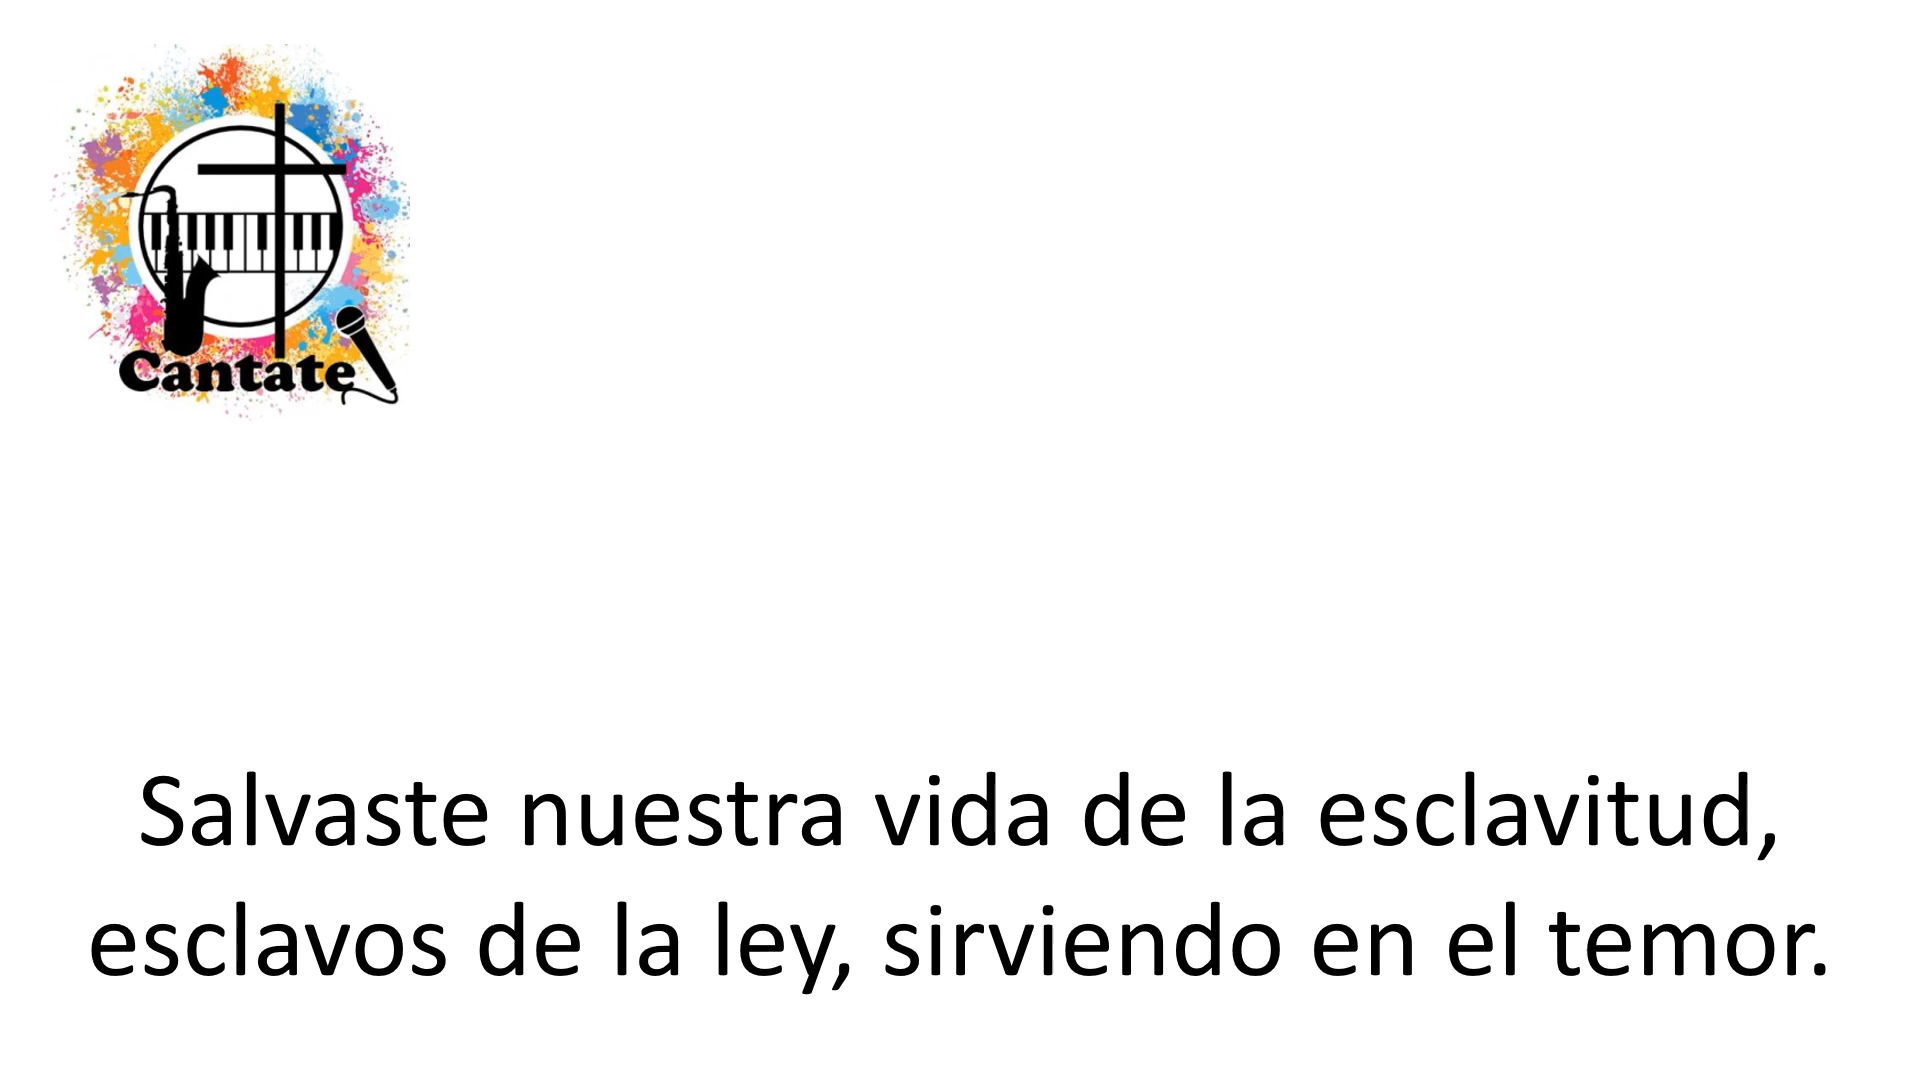 Cantate
Salvaste nuestra vida de la esclavitud,
esclavos de la ley, sirviendo en el temor.